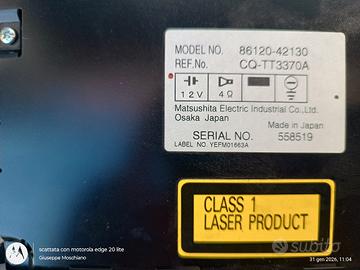 MODEL NO. 86120-42130
REF.No. CQ-TT3370A
12V 4Ω
Matsushita Electric Industrial Co.,Ltd.
Osaka Japan
Made in Japan
SERIAL NO. 558519
LABEL NO. YEFM01663A
CLASS 1
LASER PRODUCT
subito
scattata con motorola edge 20 lite
Giuseppe Moschiano
31 gen 2026, 11:04